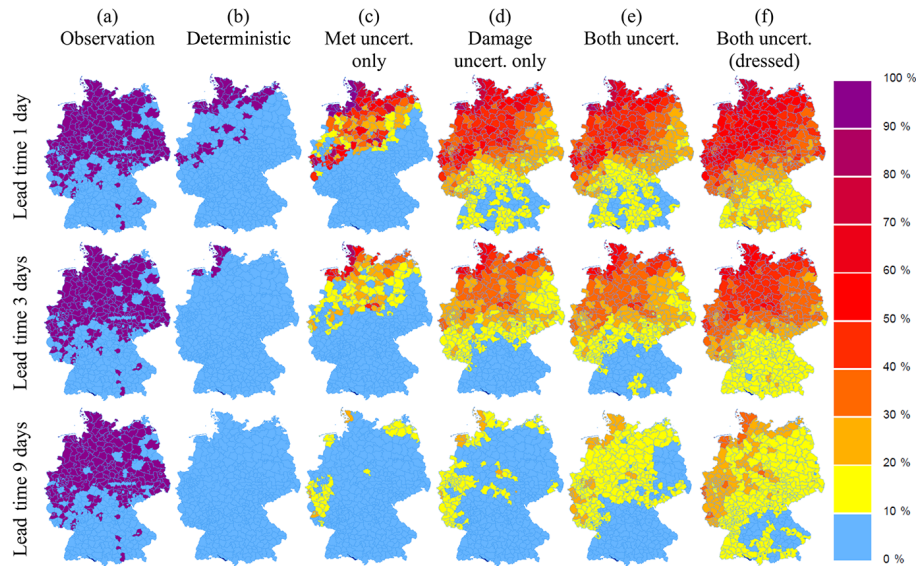 (a) (b) (c) (d) (e) (f)
Observation Deterministic Met uncert. Damage Both uncert. Both uncert.
only uncert. only (dressed)
100 %
90 %
80 %
70 %
60 %
50 %
40 %
30 %
20 %
10 %
0 %
Lead time 1 day
Lead time 3 days
Lead time 9 days